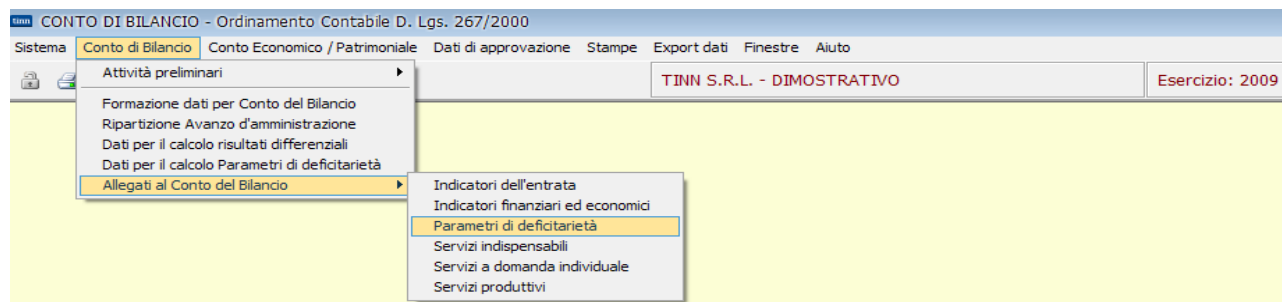 tinn CONTO DI BILANCIO - Ordinamento Contabile D. Lgs. 267/2000
Sistema Conto di Bilancio Conto Economico / Patrimoniale Dati di approvazione Stampe Export dati Finestre Aiuto
TINN S.R.L. - DIMOSTRATIVO Esercizio: 2009
Attività preliminari
Formazione dati per Conto del Bilancio
Ripartizione Avanzo d'amministrazione
Dati per il calcolo risultati differenziali
Dati per il calcolo Parametri di deficitarietà
Allegati al Conto del Bilancio
Indicatori dell'entrata
Indicatori finanziari ed economici
Parametri di deficitarietà
Servizi indispensabili
Servizi a domanda individuale
Servizi produttivi